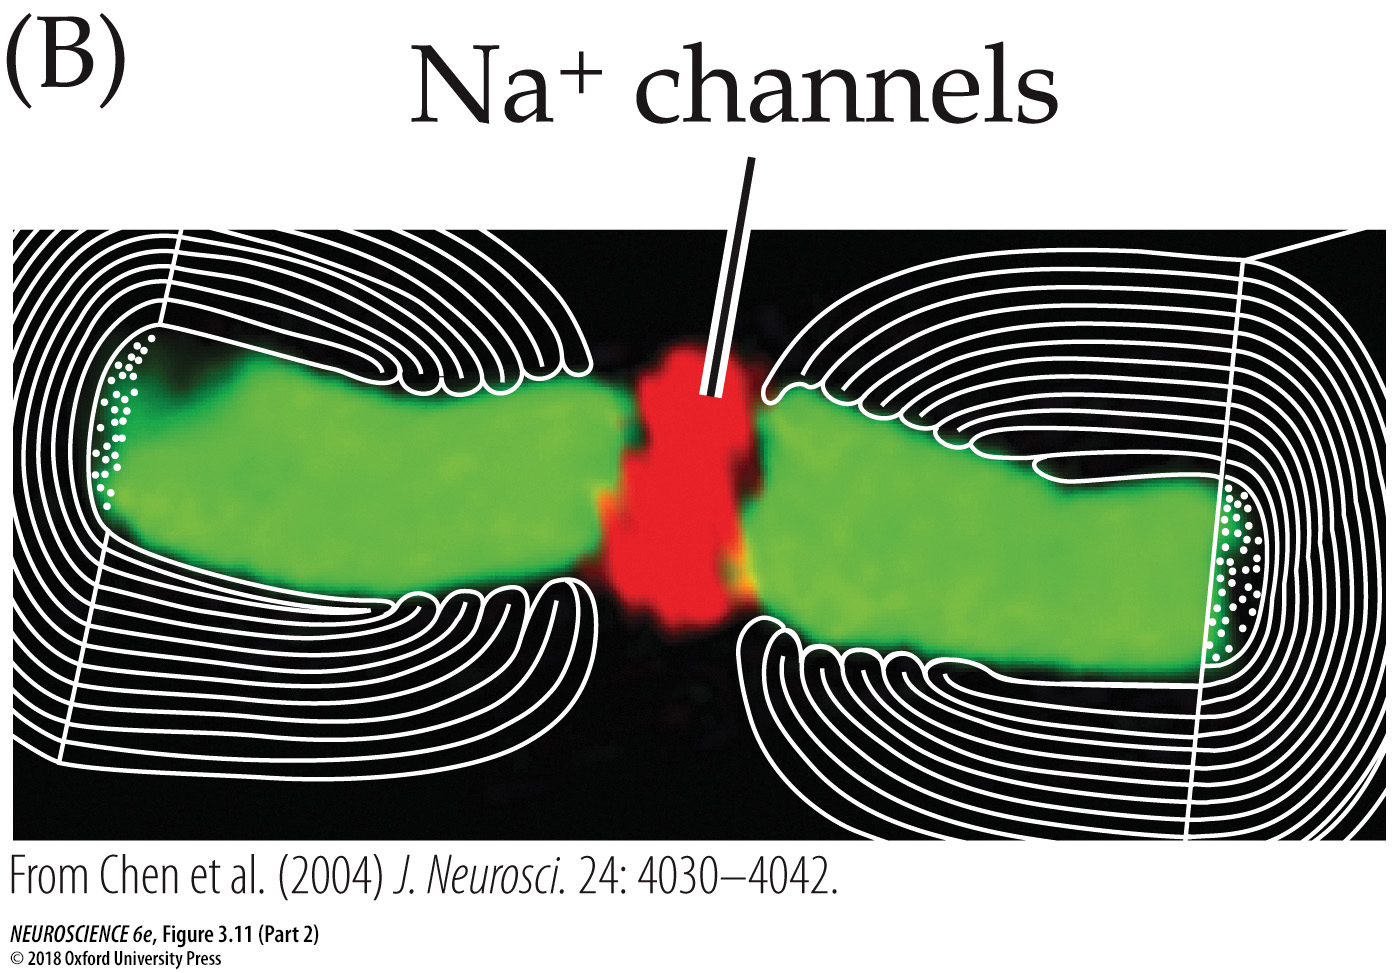 (B)
Na⁺ channels
From Chen et al. (2004) J. Neurosci. 24: 4030–4042.
NEUROSCIENCE 6e, Figure 3.11 (Part 2)
© 2018 Oxford University Press